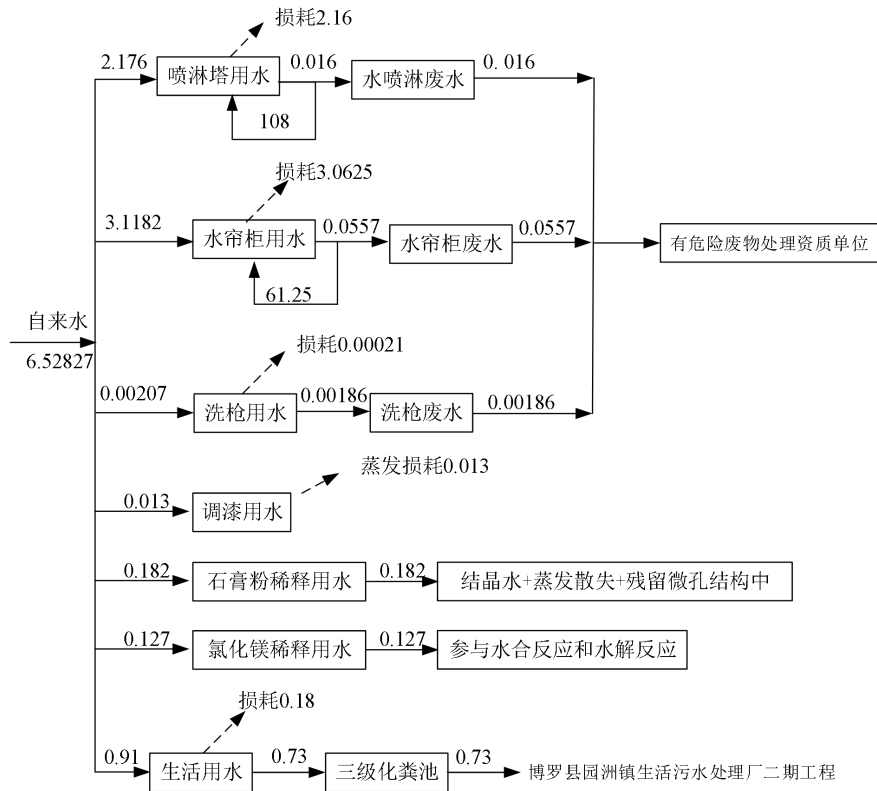 损耗2.16
2.176
喷淋塔用水
0.016
水喷淋废水
0.016
108
损耗3.0625
3.1182
水帘柜用水
0.0557
水帘柜废水
0.0557
有危险废物处理资质单位
61.25
自来水
6.52827
损耗0.00021
0.00207
洗枪用水
0.00186
洗枪废水
0.00186
蒸发损耗0.013
0.013
调漆用水
0.182
石膏粉稀释用水
0.182
结晶水+蒸发散失+残留微孔结构中
0.127
氯化镁稀释用水
0.127
参与水合反应和水解反应
损耗0.18
0.91
生活用水
0.73
三级化粪池
0.73
博罗县园洲镇生活污水处理厂二期工程